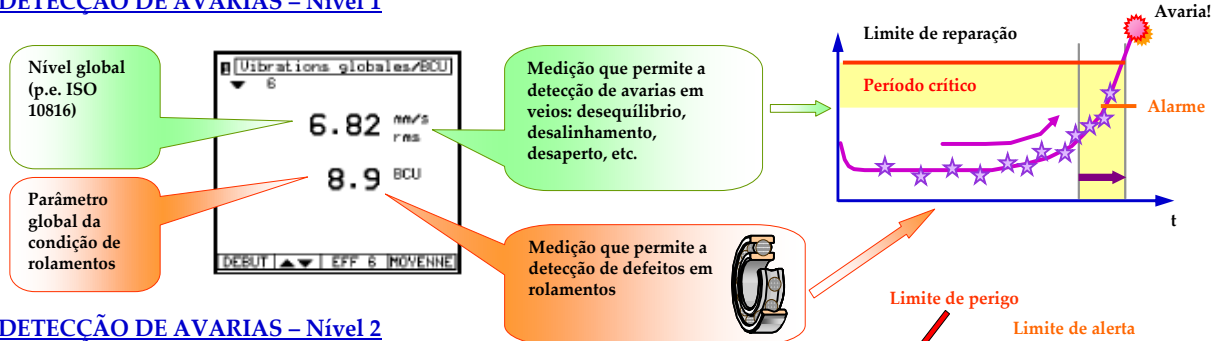 DETECÇÃO DE AVARIAS – Nível 1
Nível global
(p.e. ISO
10816)
Parâmetro
global da
condição de
rolamentos
Vibrations globales/BCU
6
6.82 mm/s
rms
8.9 BCU
DEBUT EFF 6 MOYENNE
Medição que permite a
detecção de avarias em
veios: desequílibrio,
desalinhamento,
desaperto, etc.
Medição que permite a
detecção de defeitos em
rolamentos
Avaria!
Limite de reparação
Período crítico
Alarme
t
Limite de perigo
Limite de alerta
DETECÇÃO DE AVARIAS – Nível 2